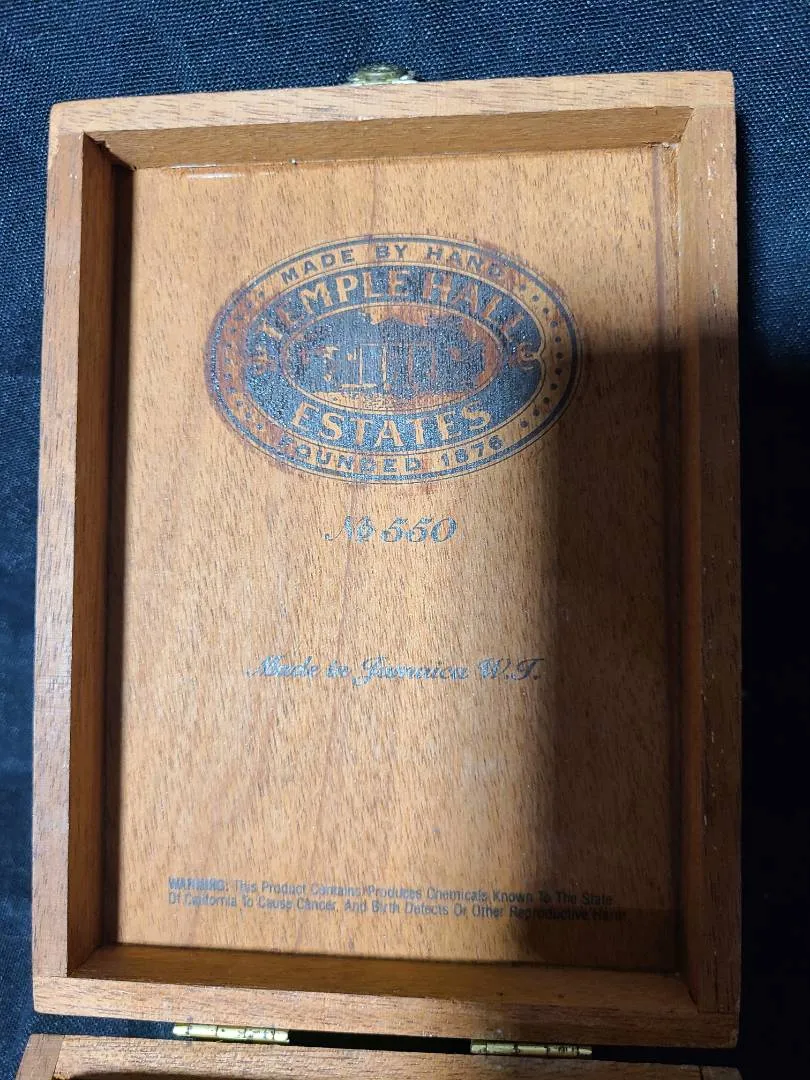 MADE BY HAND
TEMPLE HALL
ESTATES
FOUNDED 1876
No 550
Made in Jamaica W.I.
WARNING: This Product Contains/Produces Chemicals Known To The State
Of California To Cause Cancer, And Birth Defects Or Other Reproductive Harm.